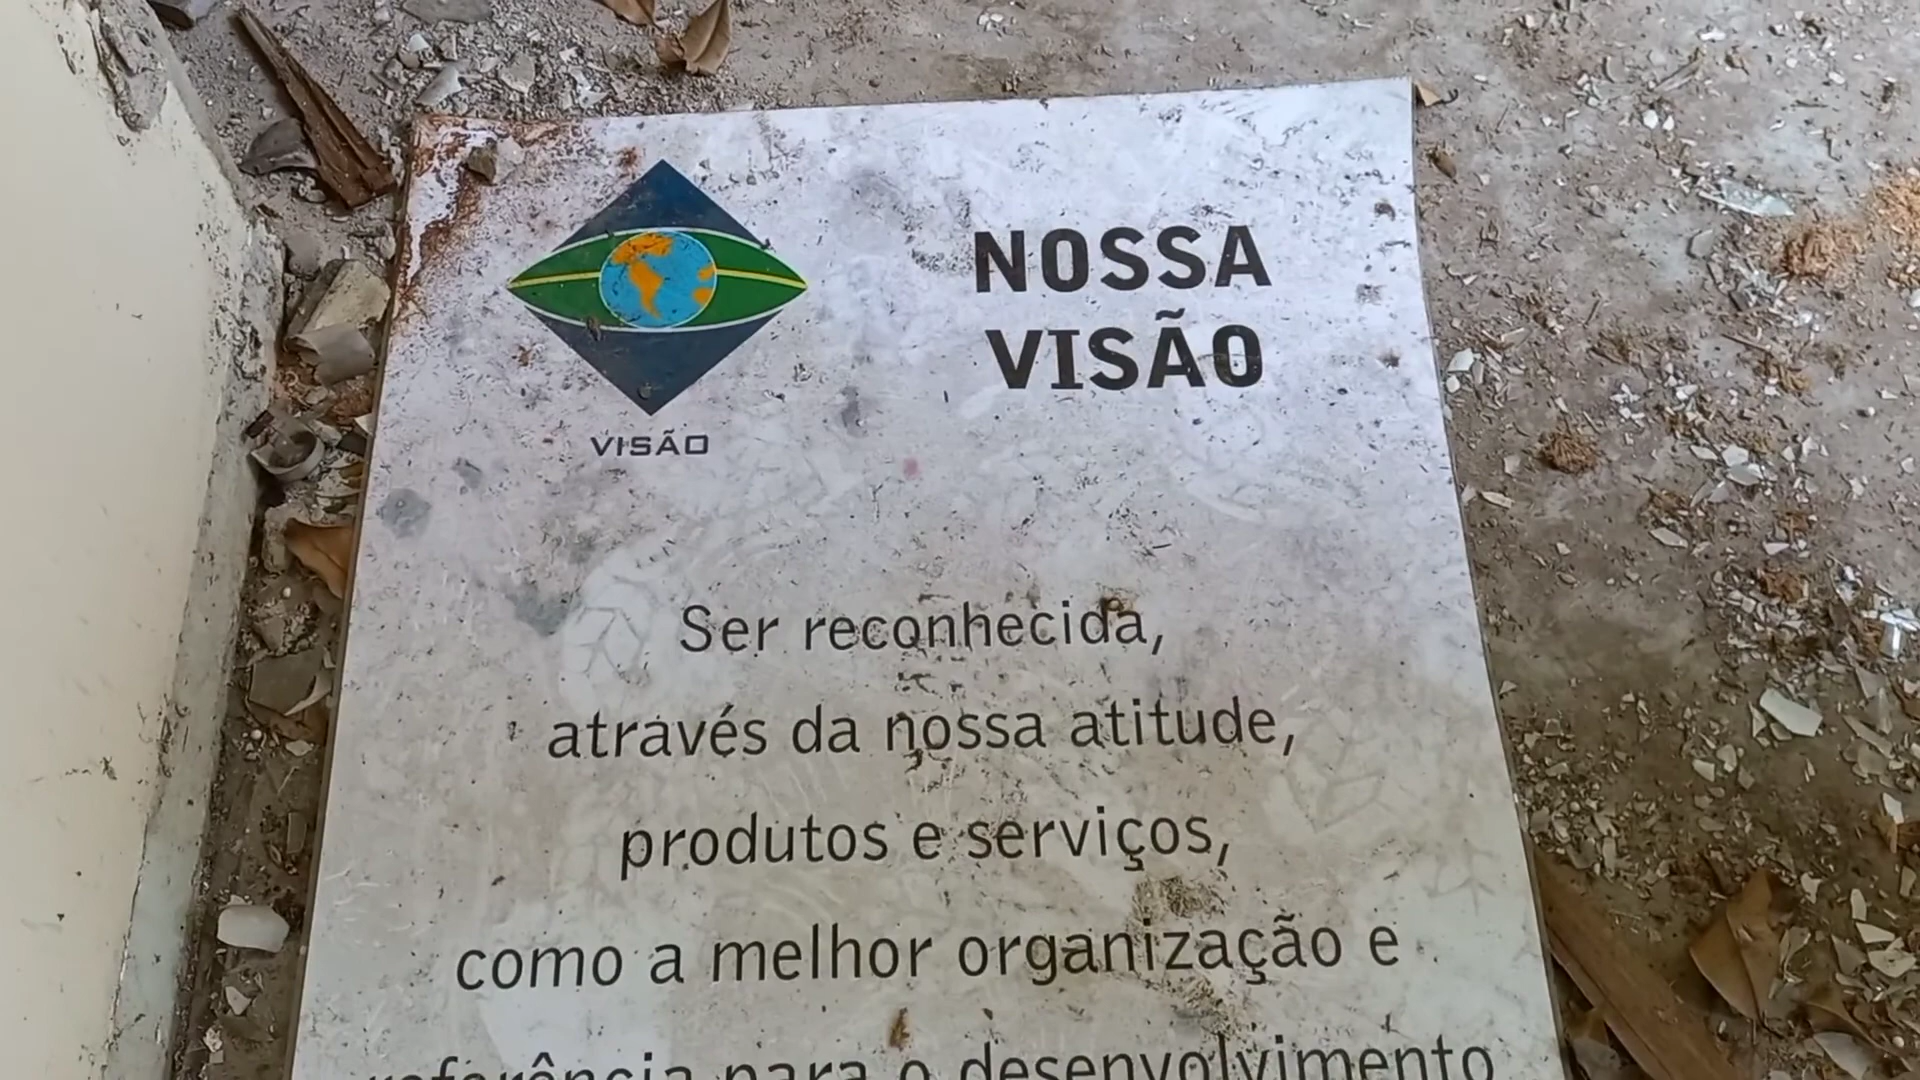 NOSSA
VISÃO
VISÃO
Ser reconhecida,
através da nossa atitude,
produtos e serviços,
como a melhor organização e
referência para o desenvolvimento